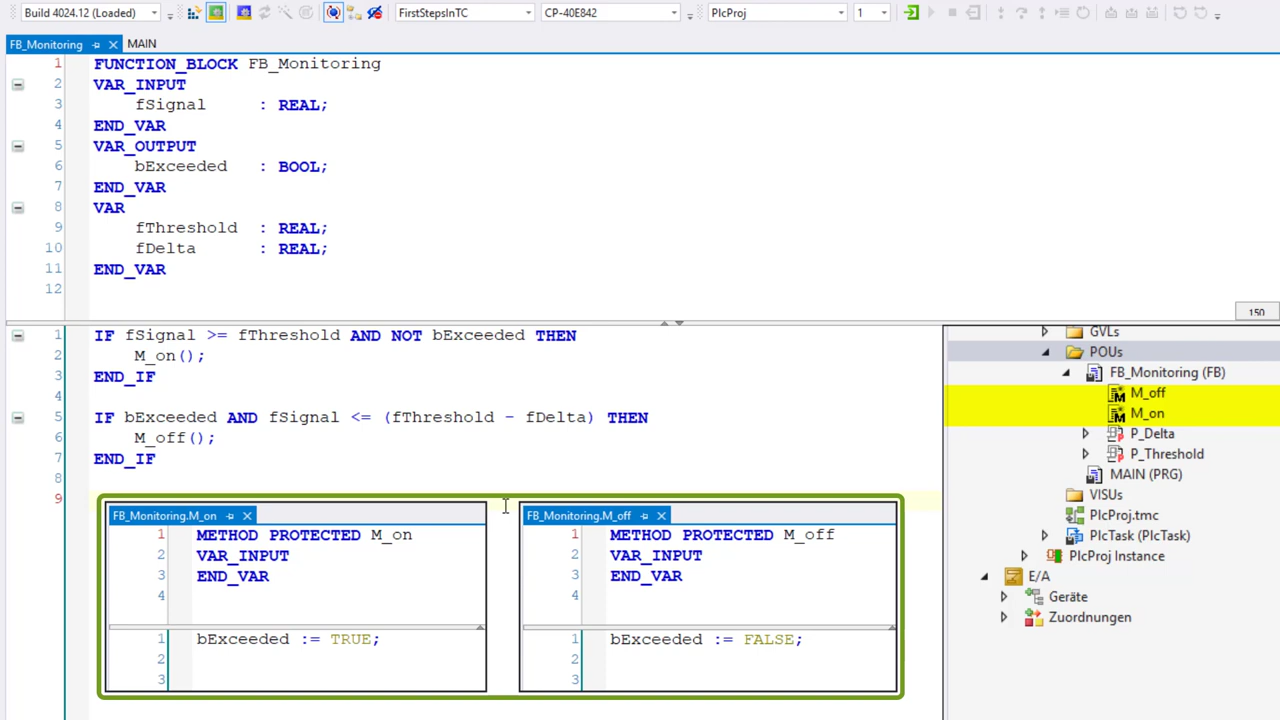 Build 4024.12 (Loaded) FirstStepsInTC CP-40E842 PlcProj 1
FB_Monitoring MAIN
1 FUNCTION_BLOCK FB_Monitoring
2 VAR_INPUT
3 fSignal : REAL;
4 END_VAR
5 VAR_OUTPUT
6 bExceeded : BOOL;
7 END_VAR
8 VAR
9 fThreshold : REAL;
10 fDelta : REAL;
11 END_VAR
12
150
1 IF fSignal >= fThreshold AND NOT bExceeded THEN
2 M_on();
3 END_IF
4
5 IF bExceeded AND fSignal <= (fThreshold - fDelta) THEN
6 M_off();
7 END_IF
8
9
FB_Monitoring.M_on
1 METHOD PROTECTED M_on
2 VAR_INPUT
3 END_VAR
4
1 bExceeded := TRUE;
2
3
FB_Monitoring.M_off
1 METHOD PROTECTED M_off
2 VAR_INPUT
3 END_VAR
4
1 bExceeded := FALSE;
2
3
GVLs
POUs
FB_Monitoring (FB)
M_off
M_on
P_Delta
P_Threshold
MAIN (PRG)
VISUs
PlcProj.tmc
PlcTask (PlcTask)
PlcProj Instance
E/A
Geräte
Zuordnungen